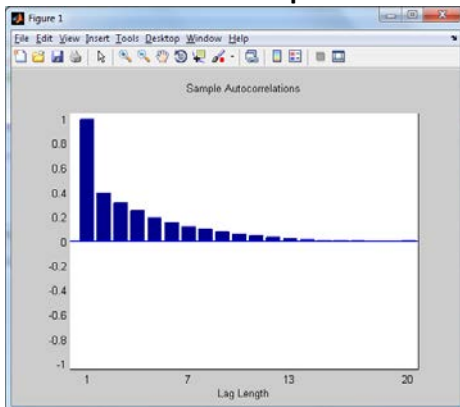 Figure 1
File Edit View Insert Tools Desktop Window Help
Sample Autocorrelations
1
0.8
0.6
0.4
0.2
0
-0.2
-0.4
-0.6
-0.8
-1
1 7 13 20
Lag Length